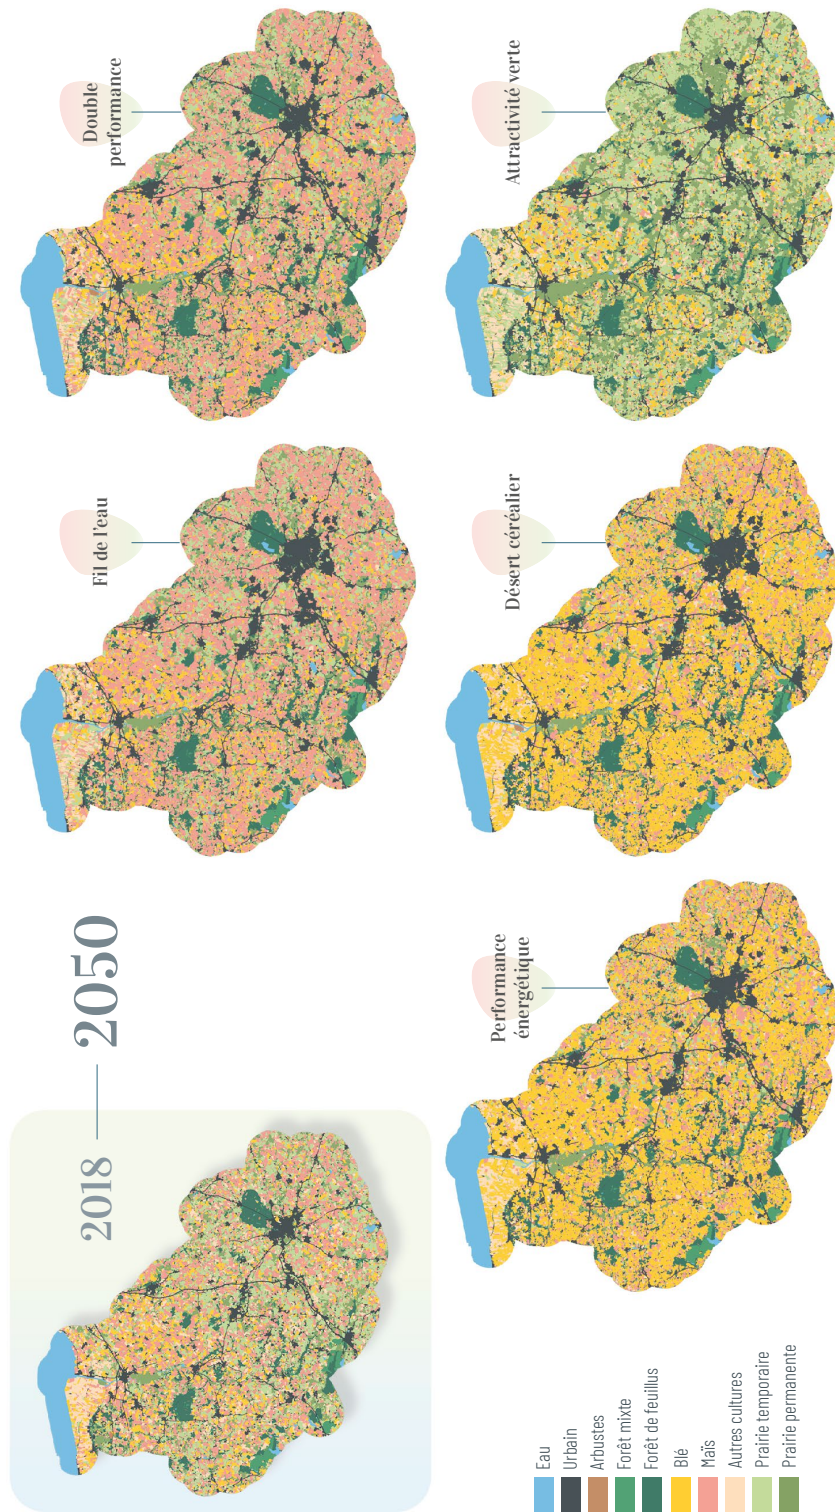 2018
2050
Fil de l'eau
Double
performance
Performance
énergétique
Désert céréalier
Attractivité verte
Eau
Urbain
Arbustes
Forêt mixte
Forêt de feuillus
Blé
Maïs
Autres cultures
Prairie temporaire
Prairie permanente